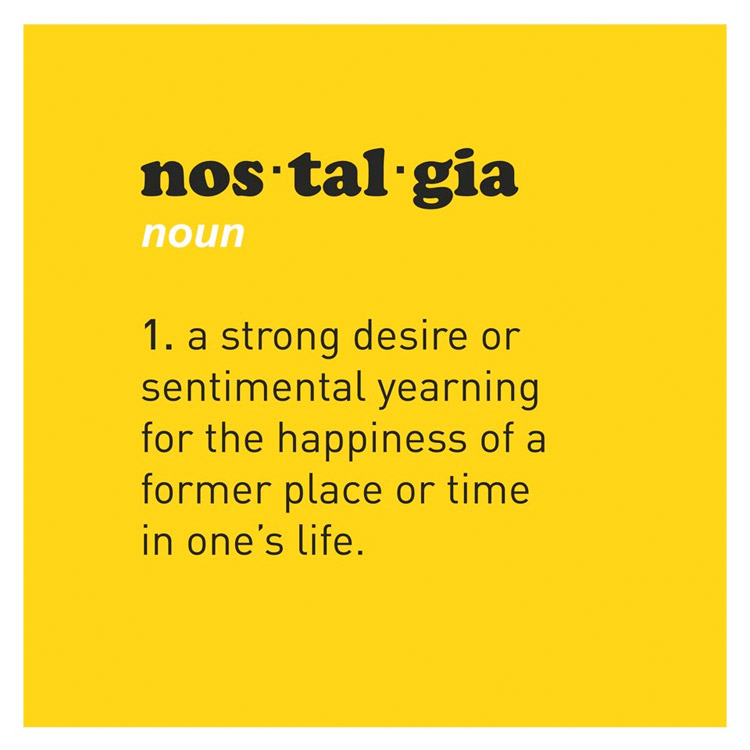 nos·tal·gia
noun
1. a strong desire or
sentimental yearning
for the happiness of a
former place or time
in one’s life.